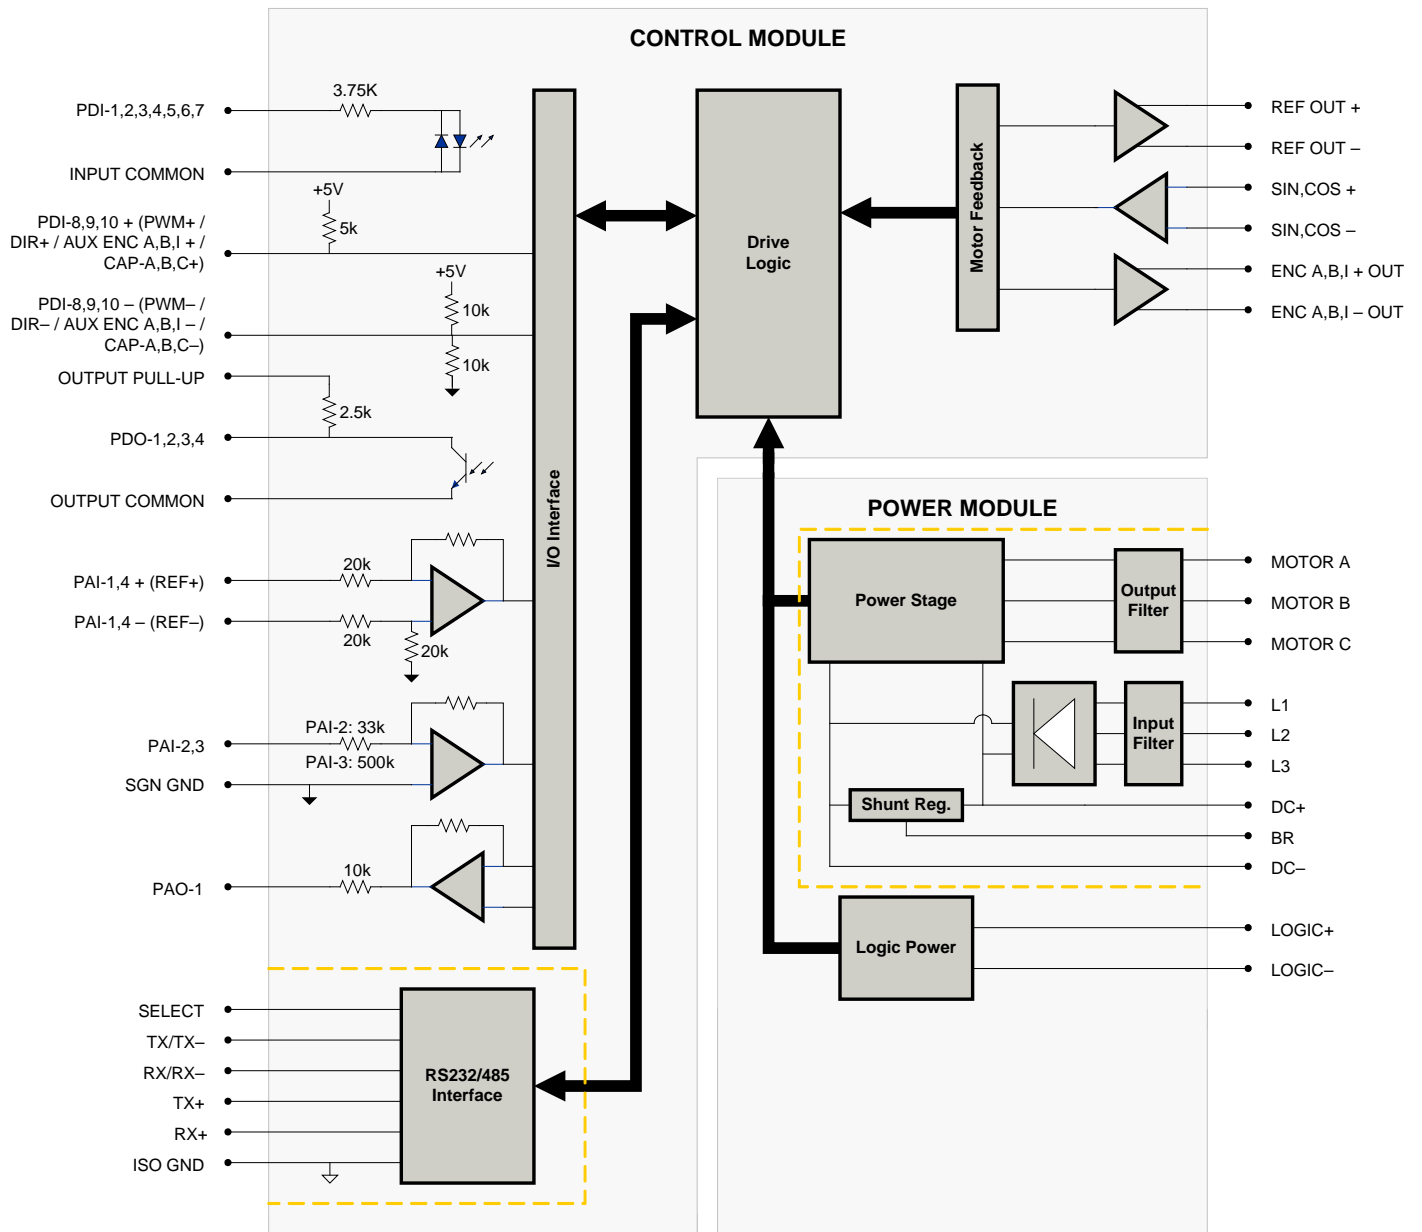 CONTROL MODULE
PDI-1,2,3,4,5,6,7
3.75K
INPUT COMMON
+5V
5k
PDI-8,9,10 + (PWM+ /
DIR+ / AUX ENC A,B,I + /
CAP-A,B,C+)
+5V
10k
PDI-8,9,10 – (PWM– /
DIR– / AUX ENC A,B,I – /
CAP-A,B,C–)
10k
OUTPUT PULL-UP
2.5k
PDO-1,2,3,4
OUTPUT COMMON
PAI-1,4 + (REF+)
20k
PAI-1,4 – (REF–)
20k
20k
PAI-2,3
PAI-2: 33k
PAI-3: 500k
SGN GND
PAO-1
10k
I/O Interface
SELECT
TX/TX–
RX/RX–
TX+
RX+
ISO GND
RS232/485
Interface
Drive
Logic
Motor Feedback
REF OUT +
REF OUT –
SIN,COS +
SIN,COS –
ENC A,B,I + OUT
ENC A,B,I – OUT
POWER MODULE
Power Stage
Output
Filter
MOTOR A
MOTOR B
MOTOR C
Input
Filter
L1
L2
L3
Shunt Reg.
DC+
BR
DC–
Logic Power
LOGIC+
LOGIC–